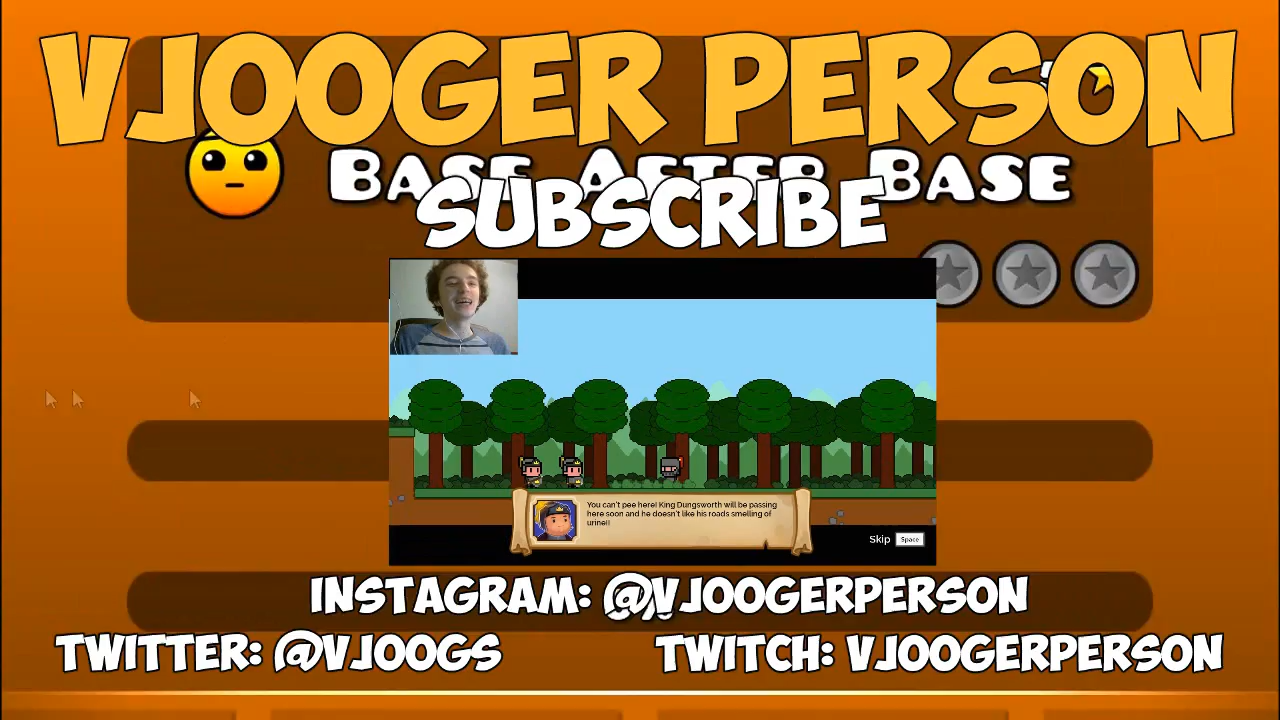 VJOOGER PERSON
BASE AFTER BASE
SUBSCRIBE
You can't pee here! King Dungsworth will be passing
here soon and he doesn't like his roads smelling of
urine!!
Skip Space
INSTAGRAM: @VJOOGERPERSON
TWITTER: @VJOOGS
TWITCH: VJOOGERPERSON